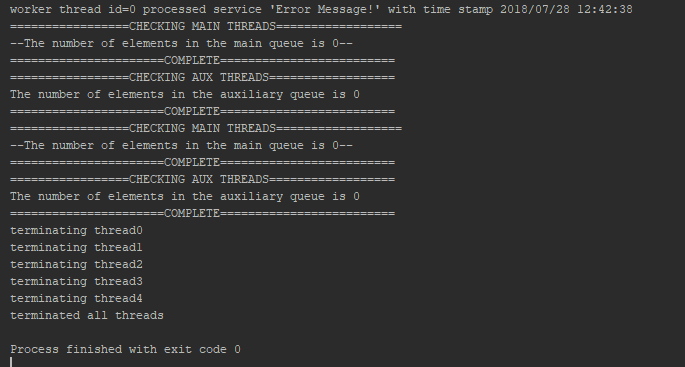 worker thread id=0 processed service 'Error Message!' with time stamp 2018/07/28 12:42:38
=================CHECKING MAIN THREADS==================
--The number of elements in the main queue is 0--
======================COMPLETE=========================
=================CHECKING AUX THREADS==================
The number of elements in the auxiliary queue is 0
======================COMPLETE=========================
=================CHECKING MAIN THREADS==================
--The number of elements in the main queue is 0--
======================COMPLETE=========================
=================CHECKING AUX THREADS==================
The number of elements in the auxiliary queue is 0
======================COMPLETE=========================
terminating thread0
terminating thread1
terminating thread2
terminating thread3
terminating thread4
terminated all threads
Process finished with exit code 0